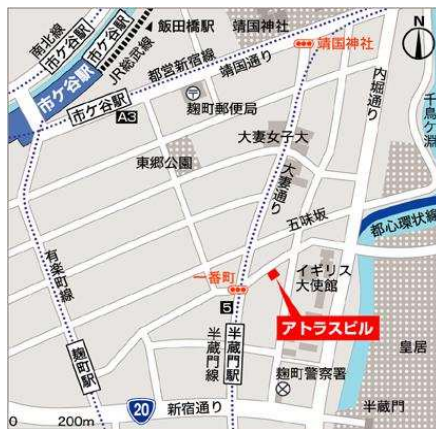 飯田橋駅
靖国神社
靖国神社
N
南北線
市ケ谷駅
JR総武線
都営新宿線
靖国通り
内堀通り
千鳥ケ淵
市ケ谷駅
市ケ谷駅
麹町郵便局
A3
大妻女子大
東郷公園
大妻通り
五味坂
都心環状線
有楽町線
一番町
イギリス
大使館
5
アトラスビル
半蔵門線
半蔵門駅
皇居
麹町駅
麹町警察署
半蔵門
0
200m
20
新宿通り